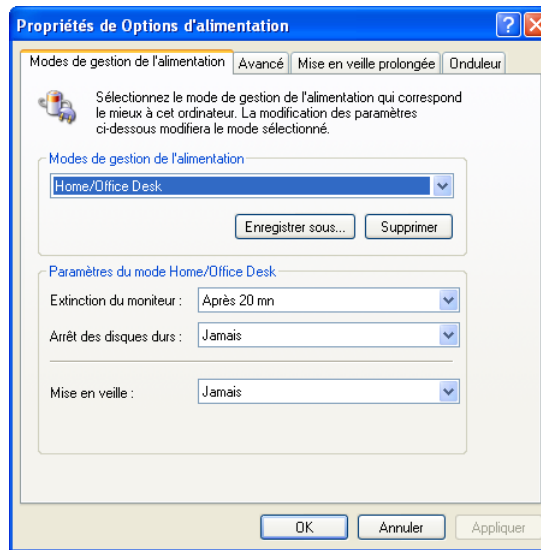 Propriétés de Options d'alimentation
Modes de gestion de l'alimentation Avancé Mise en veille prolongée Onduleur
Sélectionnez le mode de gestion de l'alimentation qui correspond
le mieux à cet ordinateur. La modification des paramètres
ci-dessous modifiera le mode sélectionné.
Modes de gestion de l'alimentation
Home/Office Desk
Enregistrer sous... Supprimer
Paramètres du mode Home/Office Desk
Extinction du moniteur : Après 20 mn
Arrêt des disques durs : Jamais
Mise en veille : Jamais
OK Annuler Appliquer